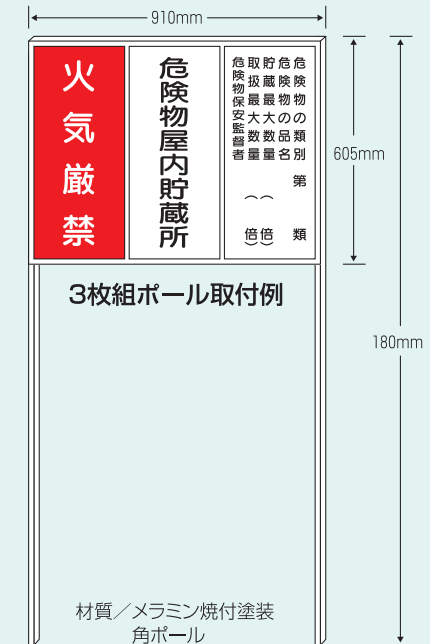 910mm
危険物の類別 第 類
危険物の品名
貯蔵最大数量 ( 倍)
取扱最大数量 ( 倍)
危険物保安監督者
危険物屋内貯蔵所
火気厳禁
605mm
3枚組ポール取付例
180mm
材質／メラミン焼付塗装
角ポール